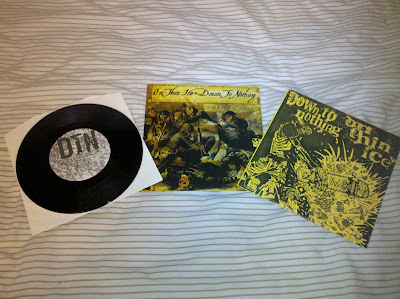 DTN
On Thin Ice - Down To Nothing
DOWN TO
nothing
on
thin
ice